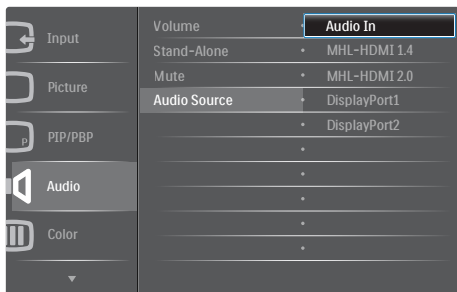 Input
Picture
P
PIP/PBP
Audio
Color
Volume
Stand-Alone
Mute
Audio Source
Audio In
MHL-HDMI 1.4
MHL-HDMI 2.0
DisplayPort1
DisplayPort2